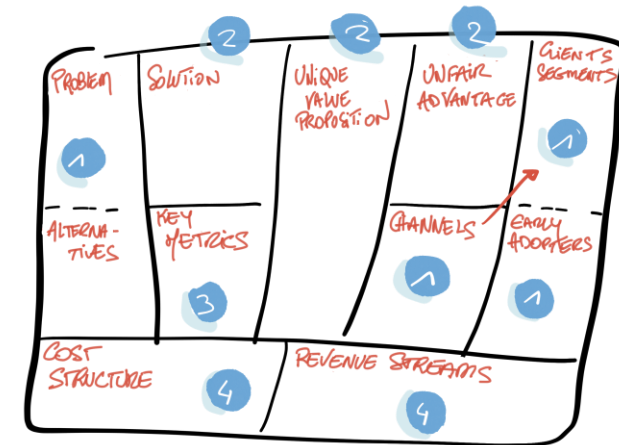 2
2
2
PROBLEM
1
SOLUTION
UNIQUE
VALUE
PROPOSITION
UNFAIR
ADVANTAGE
CLIENTS
SEGMENTS
1
ALTERNA-
TIVES
KEY
METRICS
3
CHANNELS
1
EARLY
ADOPTERS
1
COST
STRUCTURE
4
REVENUE STREAMS
4